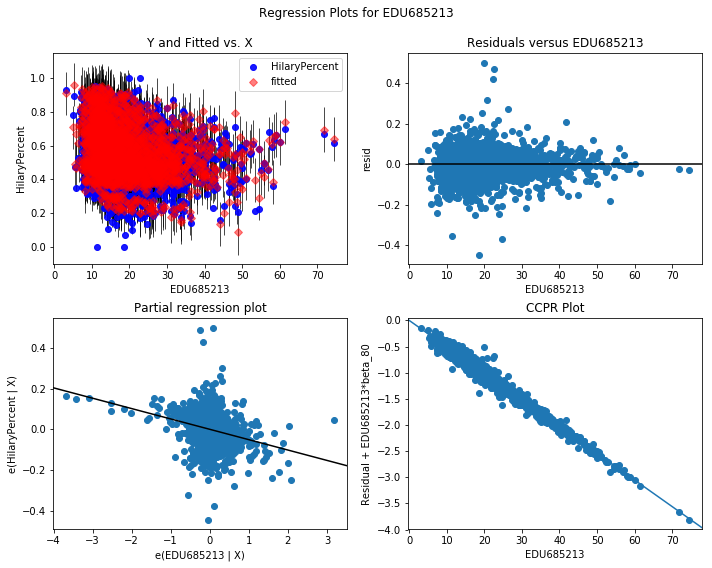 Regression Plots for EDU685213
Y and Fitted vs. X
HilaryPercent
fitted
HilaryPercent
1.0
0.8
0.6
0.4
0.2
0.0
0 10 20 30 40 50 60 70
EDU685213
Residuals versus EDU685213
resid
0.4
0.2
0.0
−0.2
−0.4
0 10 20 30 40 50 60 70
EDU685213
Partial regression plot
e(HilaryPercent | X)
0.4
0.2
0.0
−0.2
−0.4
−4 −3 −2 −1 0 1 2 3
e(EDU685213 | X)
CCPR Plot
Residual + EDU685213*beta_80
0.0
−0.5
−1.0
−1.5
−2.0
−2.5
−3.0
−3.5
−4.0
0 10 20 30 40 50 60 70
EDU685213